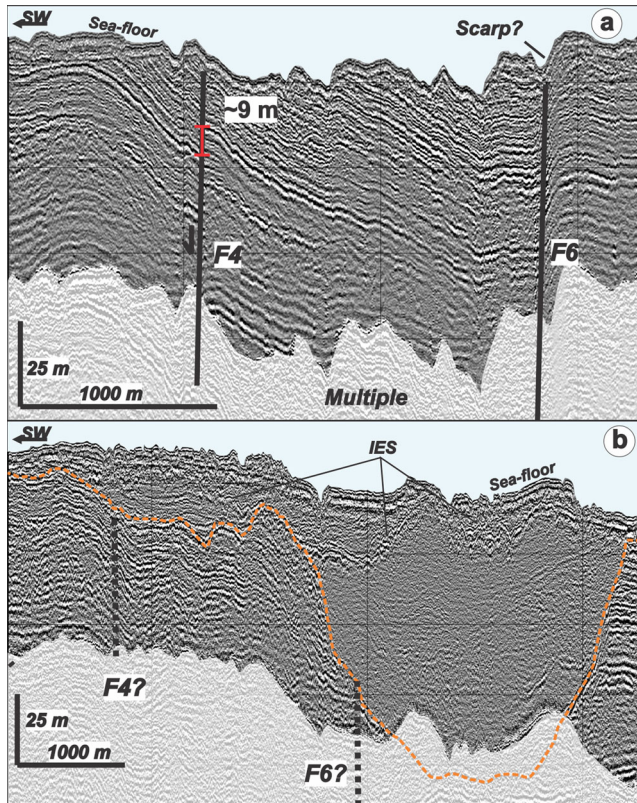 SW
Sea-floor
Scarp?
a
~9 m
F4
F6
25 m
1000 m
Multiple
SW
b
IES
Sea-floor
F4?
25 m
1000 m
F6?